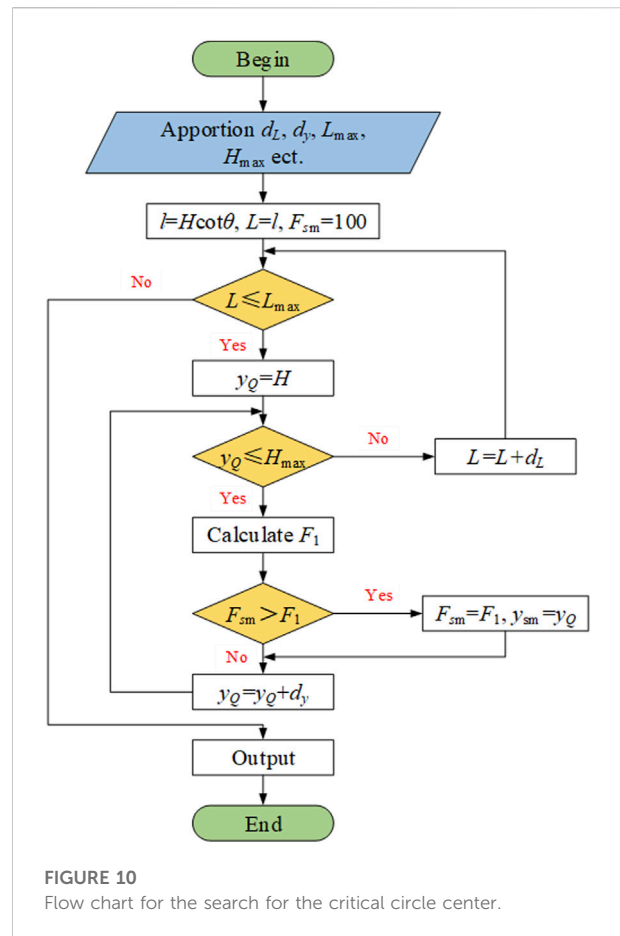 Begin
Apportion d_L, d_y, L_max,
H_max ect.
l=Hcotθ, L=l, F_sm=100
No
L⩽L_max
Yes
y_Q=H
y_Q⩽H_max
No
L=L+d_L
Yes
Calculate F_1
F_sm>F_1
Yes
F_sm=F_1, y_sm=y_Q
No
y_Q=y_Q+d_y
Output
End
FIGURE 10
Flow chart for the search for the critical circle center.